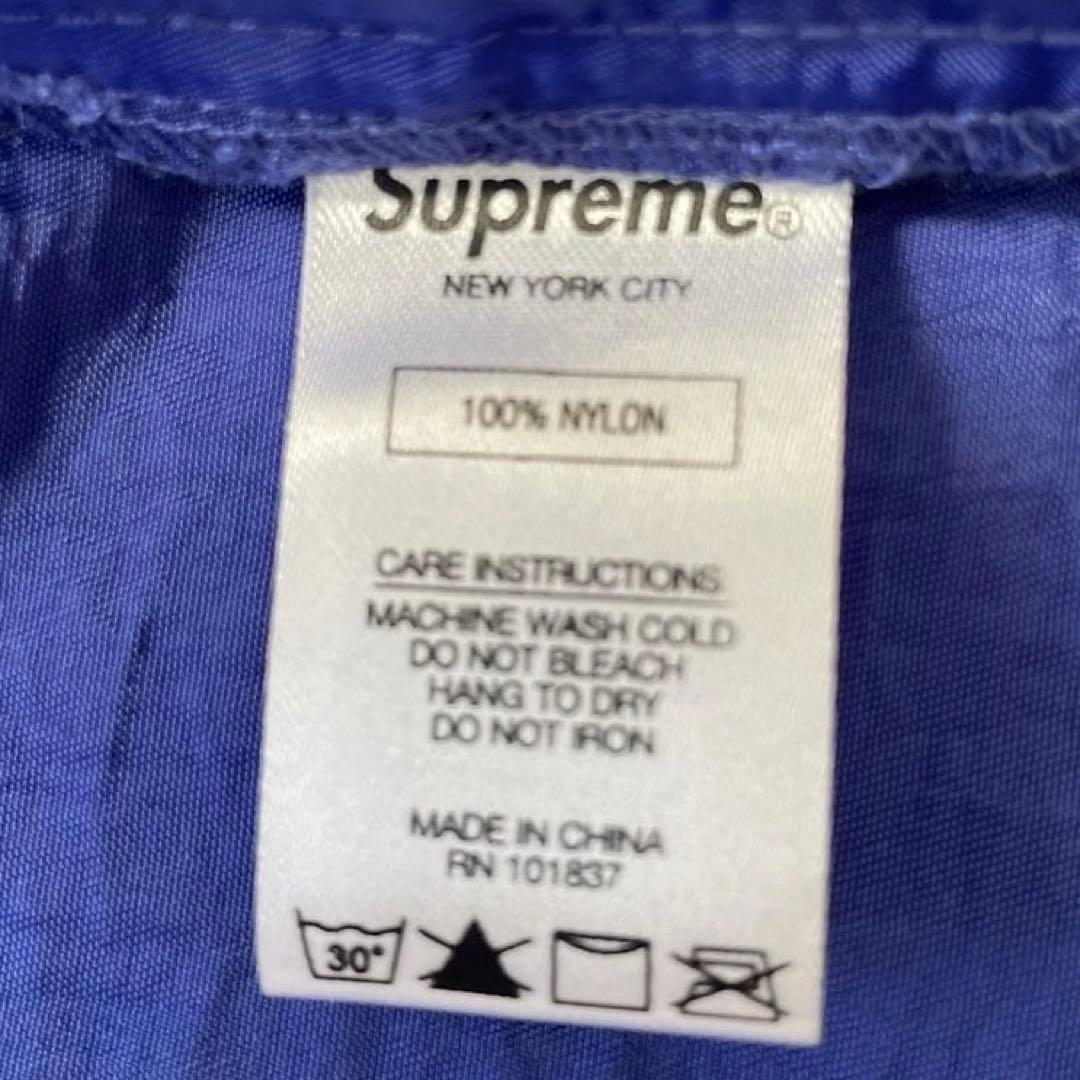 Supreme®
NEW YORK CITY
100% NYLON
CARE INSTRUCTIONS
MACHINE WASH COLD
DO NOT BLEACH
HANG TO DRY
DO NOT IRON
MADE IN CHINA
RN 101837
30°